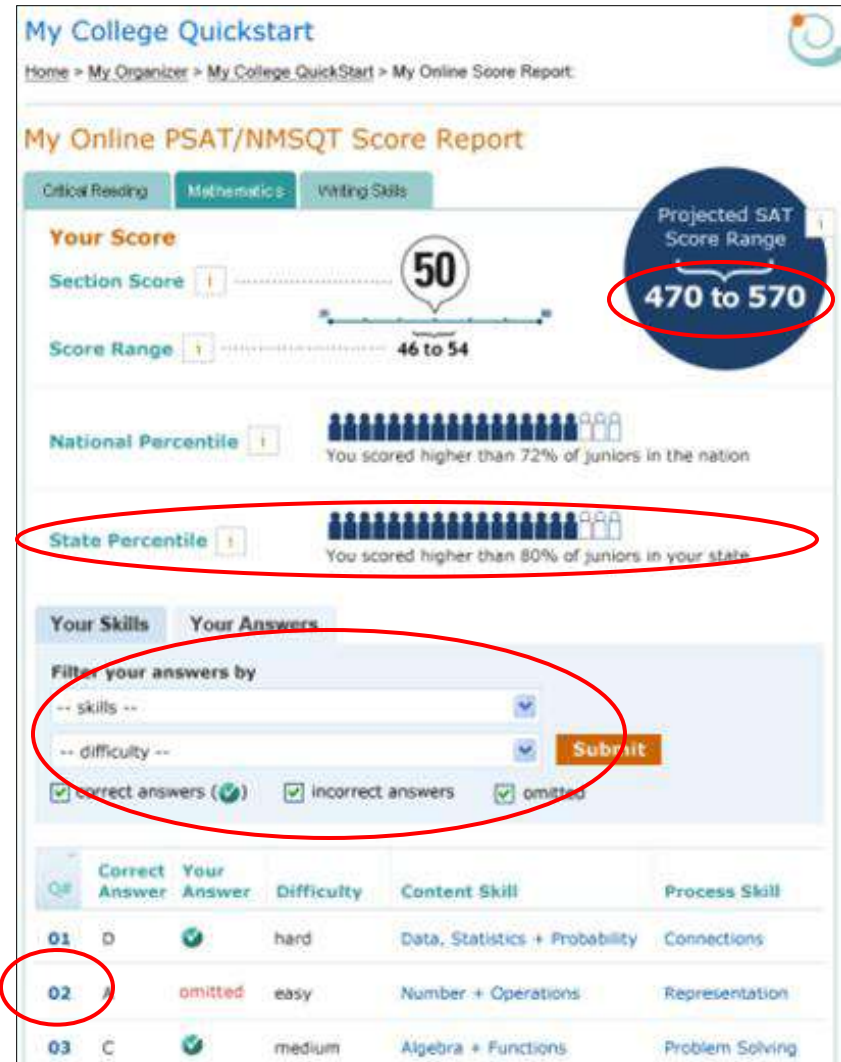 My College Quickstart
Home > My Organizer > My College QuickStart > My Online Score Report
My Online PSAT/NMSQT Score Report
Critical Reading Mathematics Writing Skills
Projected SAT
Score Range
470 to 570
Your Score
Section Score i 50
Score Range i 46 to 54
National Percentile i
You scored higher than 72% of juniors in the nation
State Percentile i
You scored higher than 80% of juniors in your state
Your Skills Your Answers
Filter your answers by
-- skills --
-- difficulty --
Submit
correct answers ( ) incorrect answers omitted
Q# Correct Answer Your Answer Difficulty Content Skill Process Skill
01 D hard Data, Statistics + Probability Connections
02 A omitted easy Number + Operations Representation
03 C medium Algebra + Functions Problem Solving